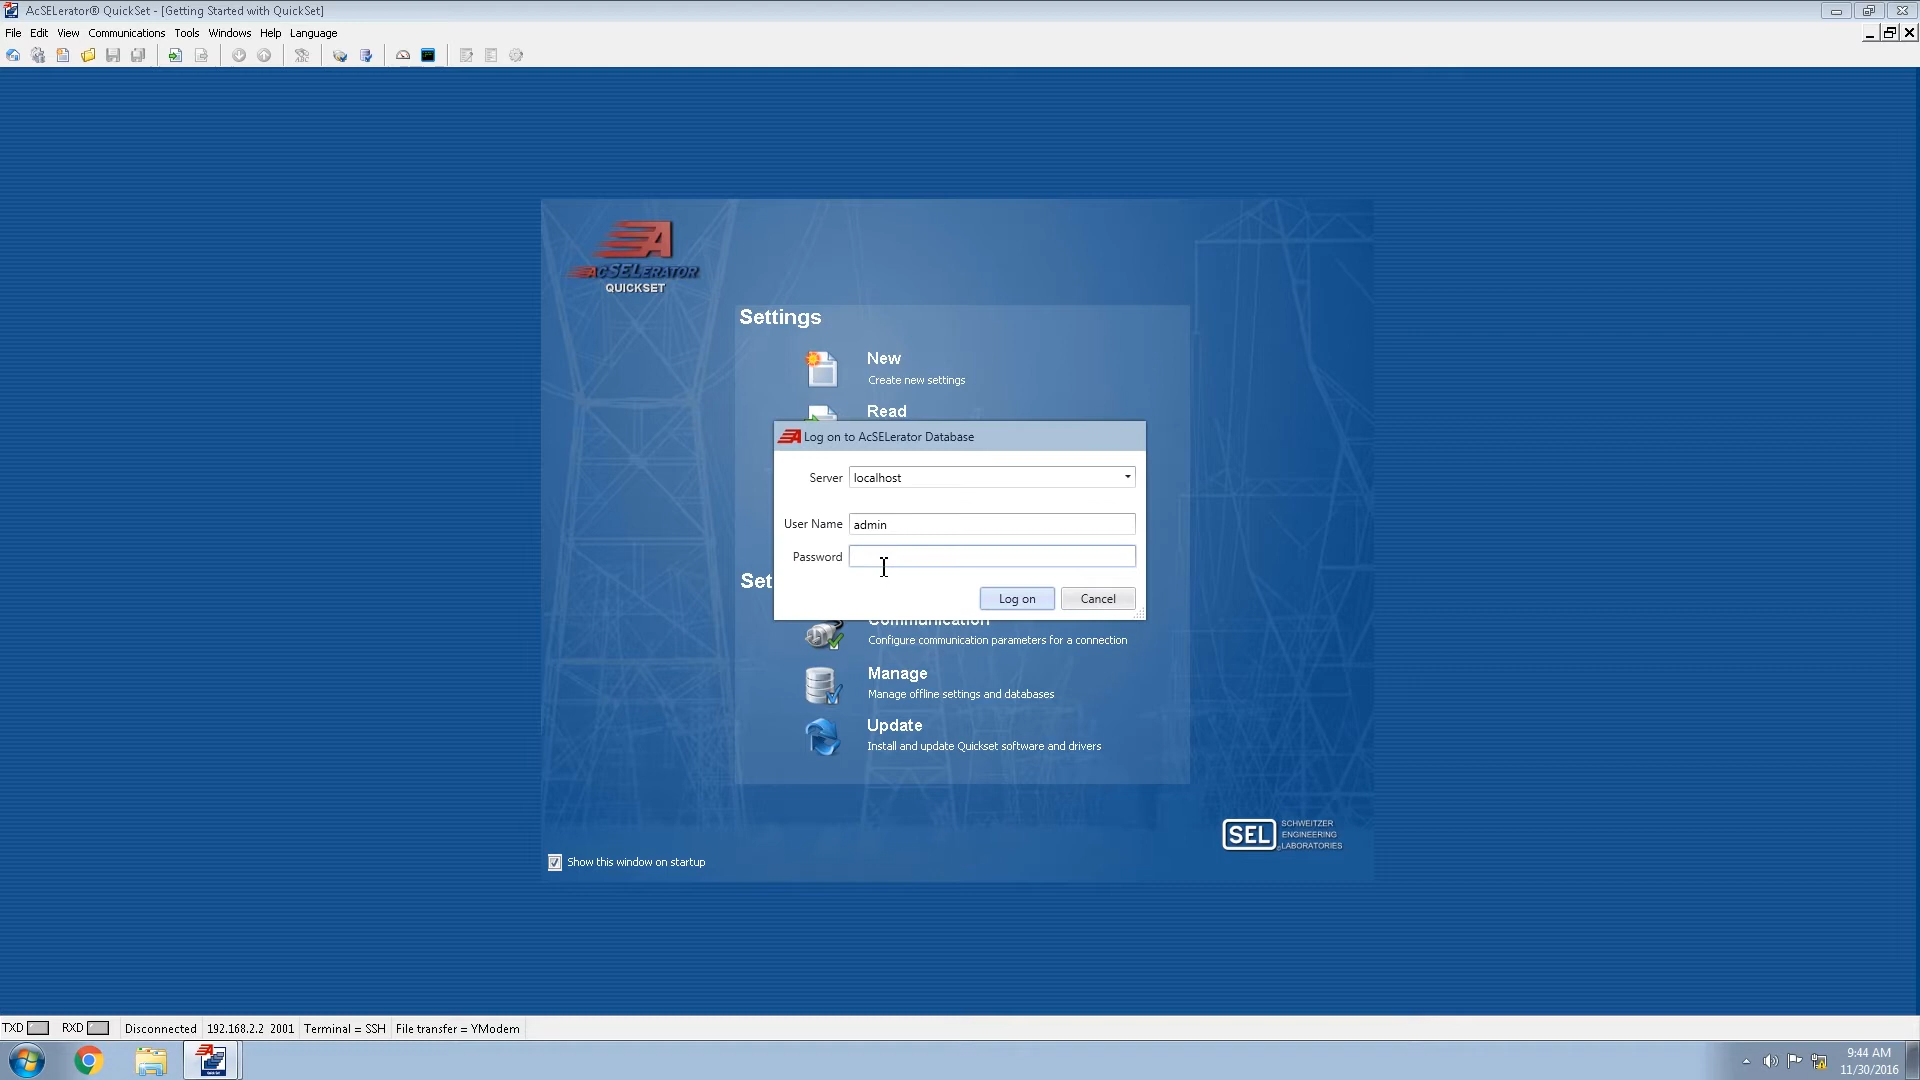 AcSELerator® QuickSet - [Getting Started with QuickSet]
File Edit View Communications Tools Windows Help Language
A
ACSELERATOR
QUICKSET
Settings
New
Create new settings
Read
Log on to AcSELerator Database
Server localhost
User Name admin
Password
Set
Log on Cancel
Communication
Configure communication parameters for a connection
Manage
Manage offline settings and databases
Update
Install and update Quickset software and drivers
SEL SCHWEITZER
ENGINEERING
LABORATORIES
Show this window on startup
TXD RXD Disconnected 192.168.2.2 2001 Terminal = SSH File transfer = YModem
9:44 AM
11/30/2016